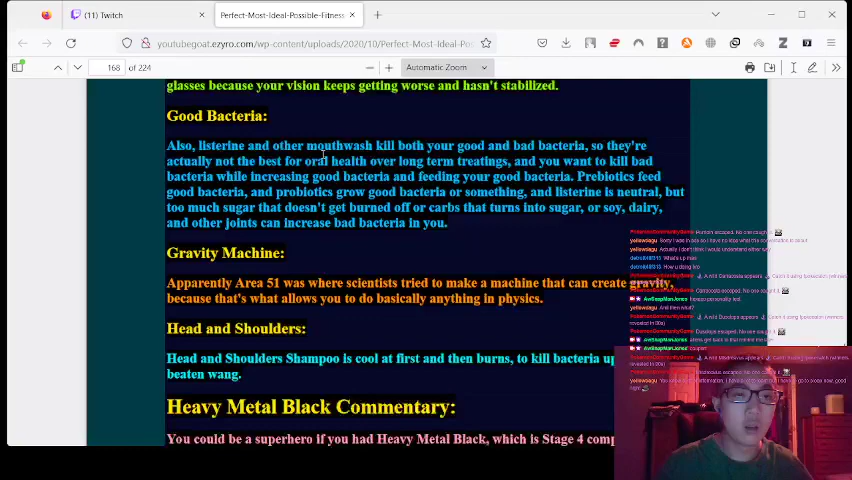 (11) Twitch
Perfect-Most-Ideal-Possible-Fitness
youtubegoat.ezyro.com/wp-content/uploads/2020/10/Perfect-Most-Ideal-Possible-Fitness
168 of 224
Automatic Zoom
glasses because your vision keeps getting worse and hasn't stabilized.
Good Bacteria:
Also, listerine and other mouthwash kill both your good and bad bacteria, so they're
actually not the best for oral health over long term treatings, and you want to kill bad
bacteria while increasing good bacteria and feeding your good bacteria. Prebiotics feed
good bacteria, and probiotics grow good bacteria or something, and listerine is neutral, but
too much sugar that doesn't get burned off or carbs that turns into sugar, or soy, dairy,
and other joints can increase bad bacteria in you.
Gravity Machine:
Apparently Area 51 was where scientists tried to make a machine that can create gravity,
because that's what allows you to do basically anything in physics.
Head and Shoulders:
Head and Shoulders Shampoo is cool at first and then burns, to kill bacteria up
beaten wang.
Heavy Metal Black Commentary:
You could be a superhero if you had Heavy Metal Black, which is Stage 4 comp